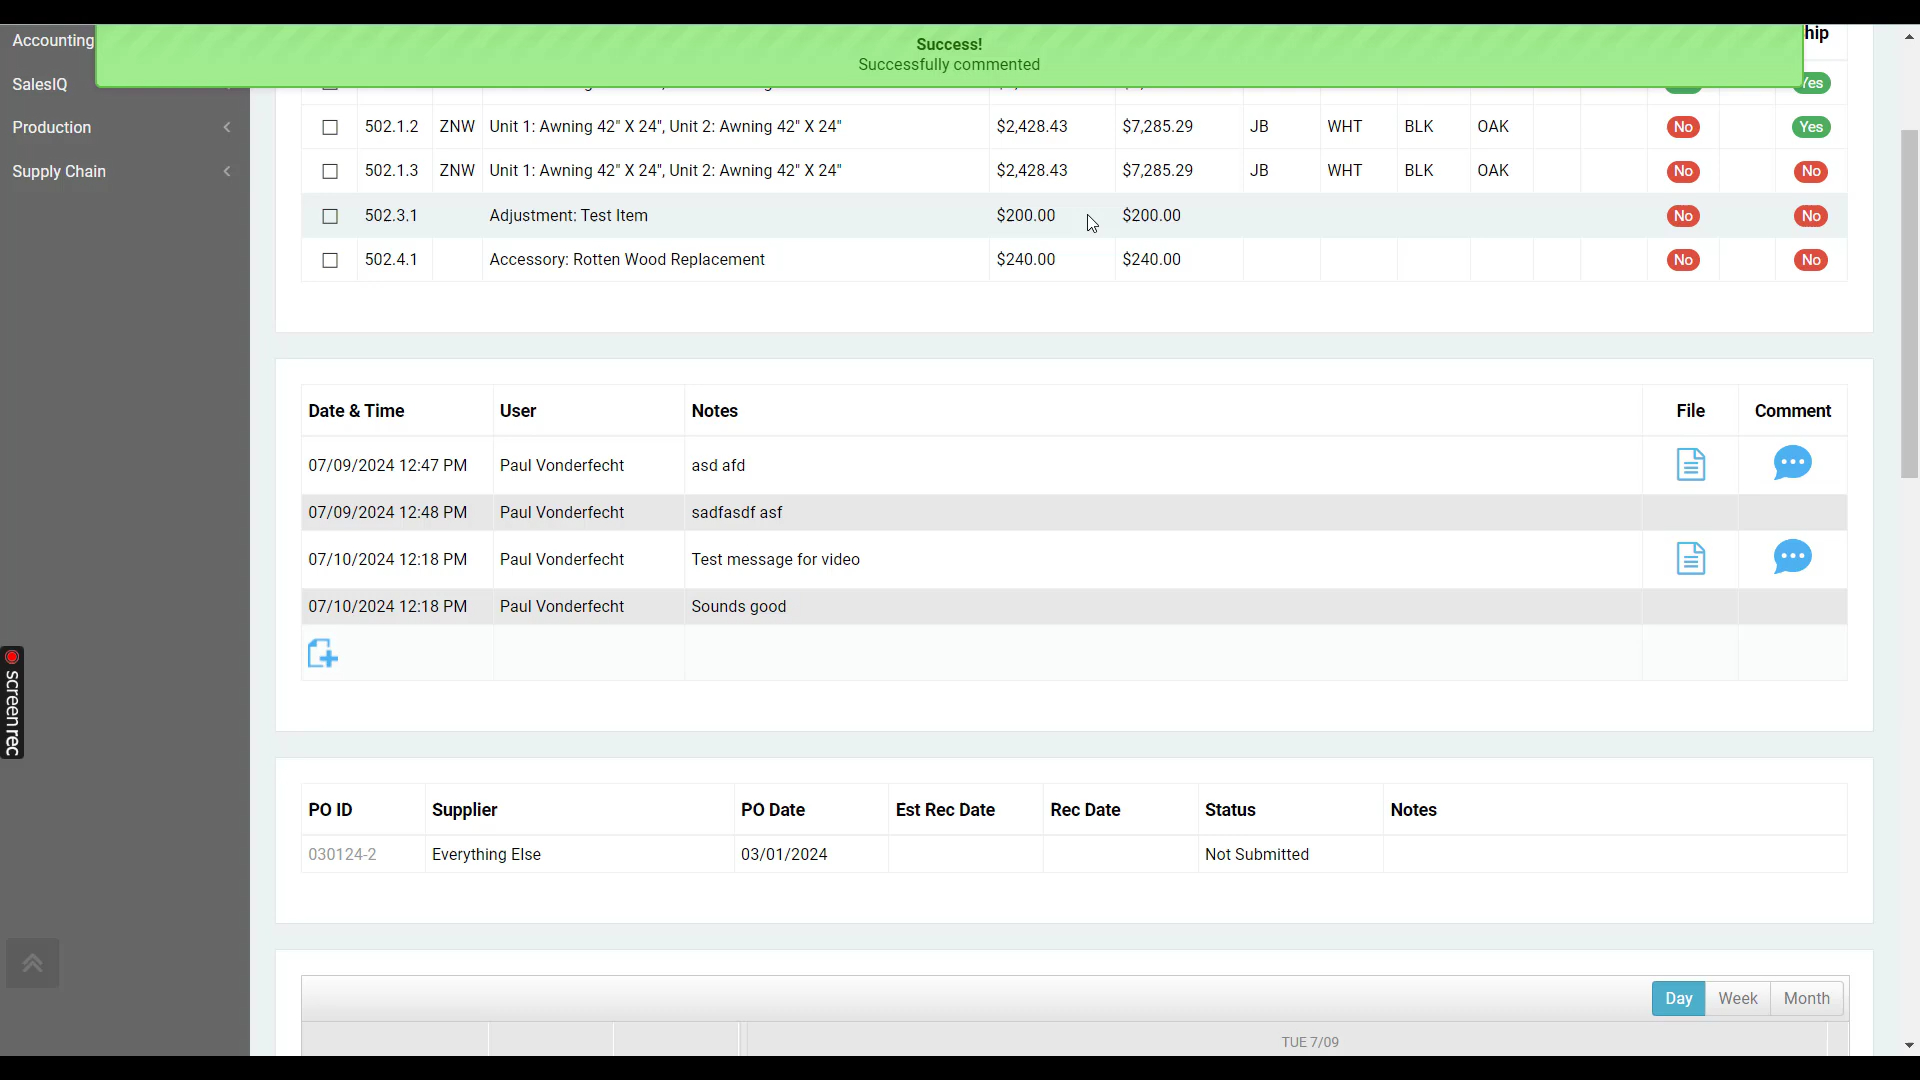 Accounting
Success!
Successfully commented
hip
SalesIQ
Yes
Production
502.1.2 ZNW Unit 1: Awning 42" X 24", Unit 2: Awning 42" X 24" $2,428.43 $7,285.29 JB WHT BLK OAK No Yes
Supply Chain
502.1.3 ZNW Unit 1: Awning 42" X 24", Unit 2: Awning 42" X 24" $2,428.43 $7,285.29 JB WHT BLK OAK No No
502.3.1 Adjustment: Test Item $200.00 $200.00 No No
502.4.1 Accessory: Rotten Wood Replacement $240.00 $240.00 No No
Date & Time User Notes File Comment
07/09/2024 12:47 PM Paul Vonderfecht asd afd
07/09/2024 12:48 PM Paul Vonderfecht sadfasdf asf
07/10/2024 12:18 PM Paul Vonderfecht Test message for video
07/10/2024 12:18 PM Paul Vonderfecht Sounds good
screenrec
PO ID Supplier PO Date Est Rec Date Rec Date Status Notes
030124-2 Everything Else 03/01/2024 Not Submitted
Day Week Month
TUE 7/09